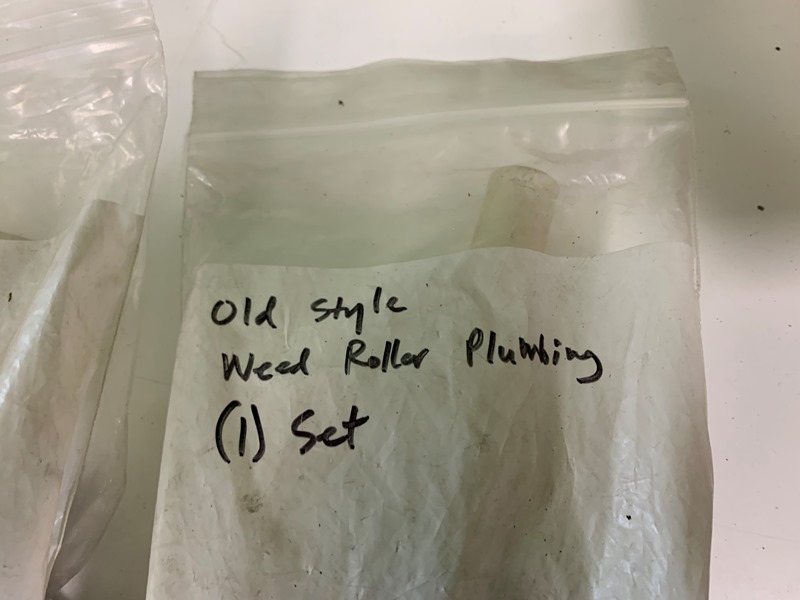 Old Style
Weed Roller Plumbing
(1) Set